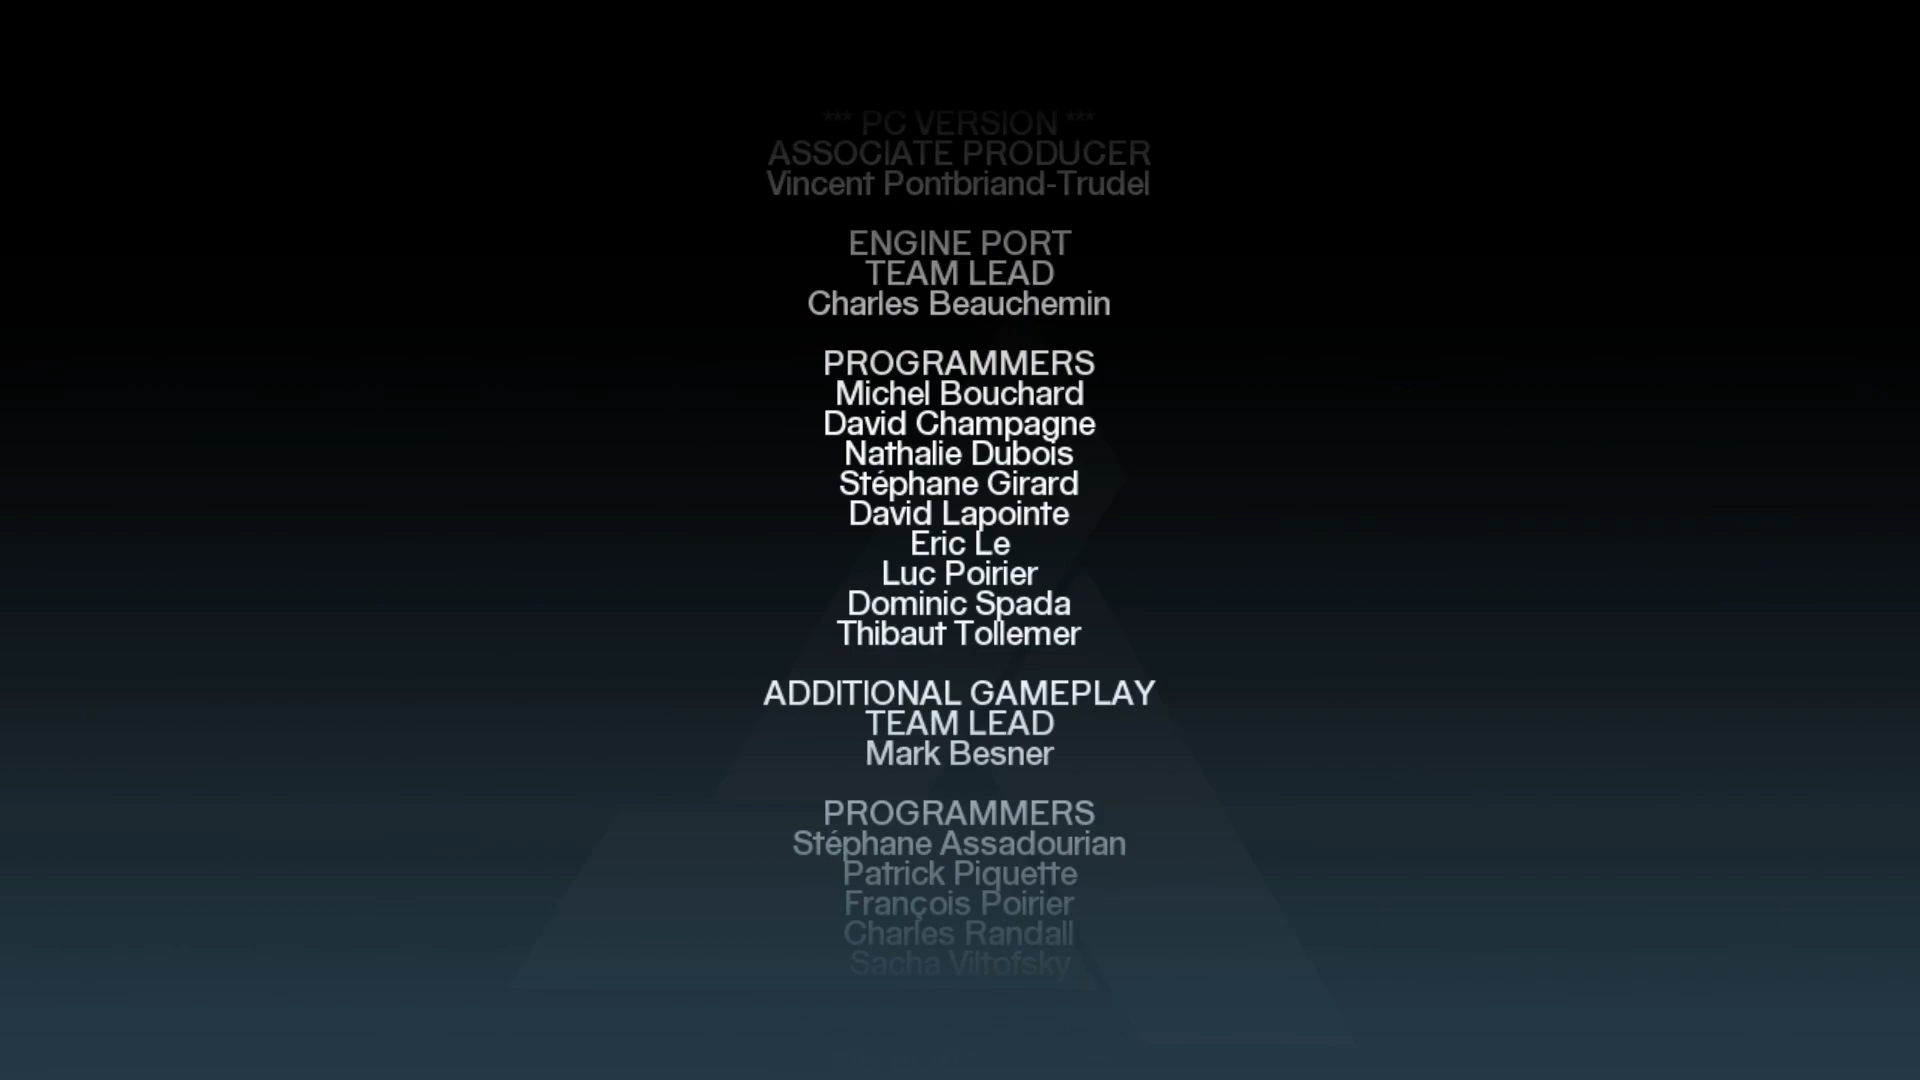 *** PC VERSION ***
ASSOCIATE PRODUCER
Vincent Pontbriand-Trudel
ENGINE PORT
TEAM LEAD
Charles Beauchemin
PROGRAMMERS
Michel Bouchard
David Champagne
Nathalie Dubois
Stéphane Girard
David Lapointe
Eric Le
Luc Poirier
Dominic Spada
Thibaut Tollemer
ADDITIONAL GAMEPLAY
TEAM LEAD
Mark Besner
PROGRAMMERS
Stéphane Assadourian
Patrick Piquette
François Poirier
Charles Randall
Sacha Viltofsky